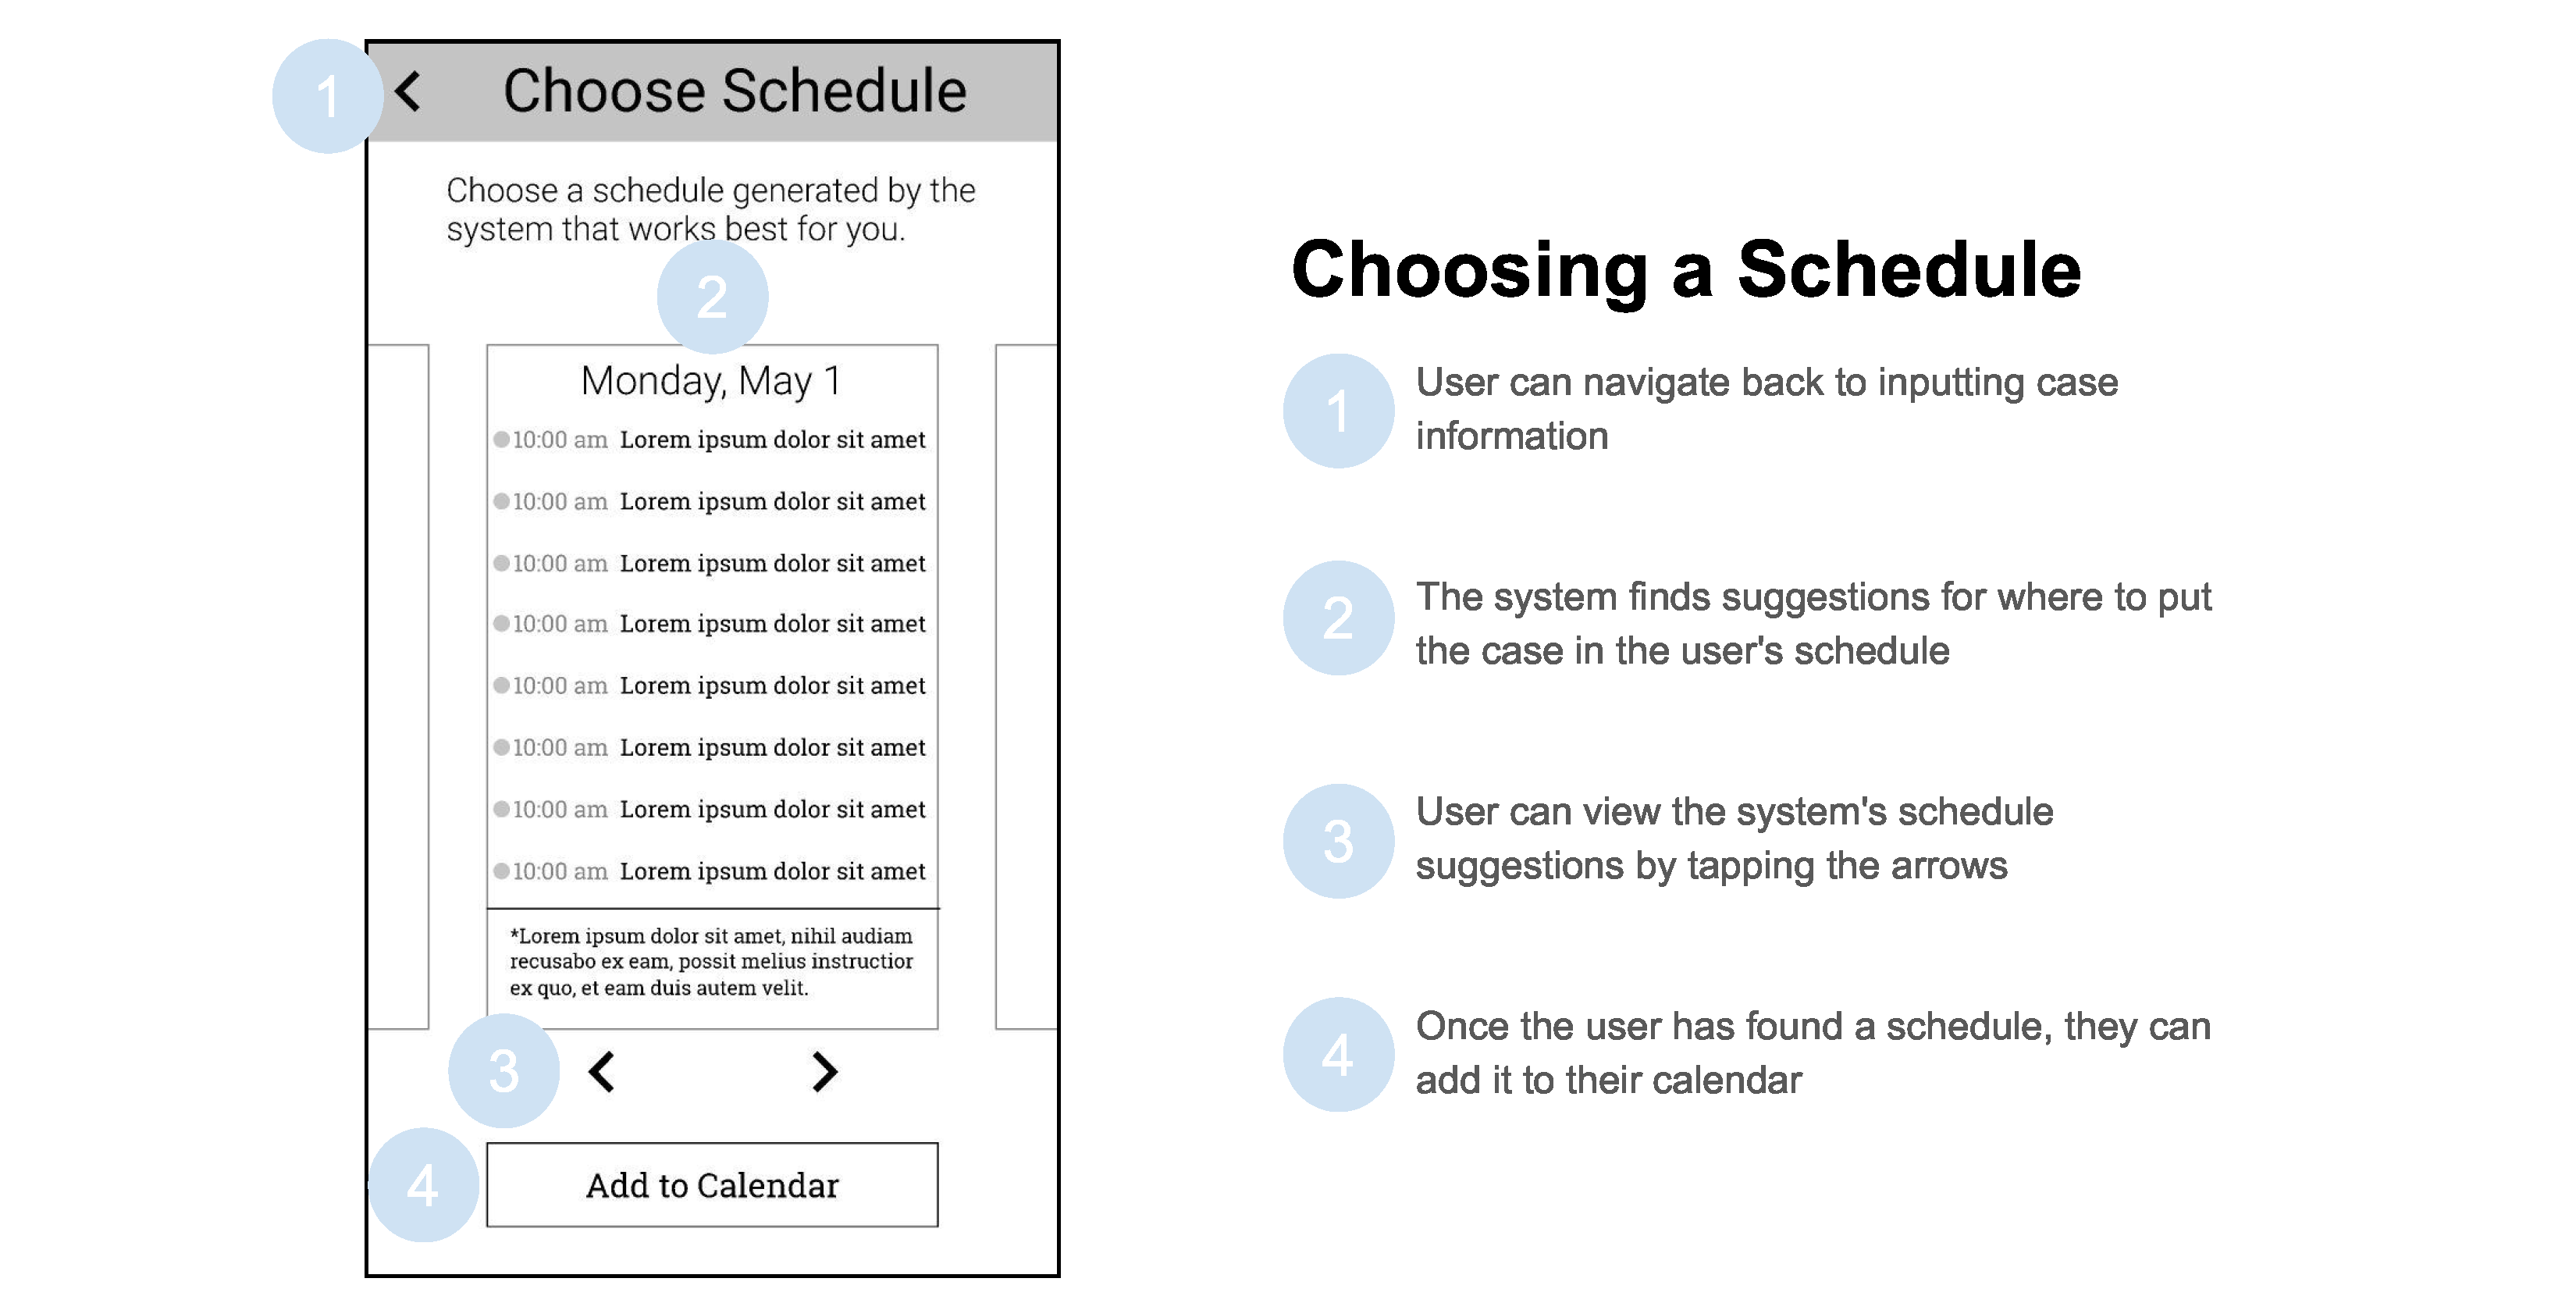 1
Choose Schedule
Choose a schedule generated by the
system that works best for you.
2
Monday, May 1
10:00 am Lorem ipsum dolor sit amet
10:00 am Lorem ipsum dolor sit amet
10:00 am Lorem ipsum dolor sit amet
10:00 am Lorem ipsum dolor sit amet
10:00 am Lorem ipsum dolor sit amet
10:00 am Lorem ipsum dolor sit amet
10:00 am Lorem ipsum dolor sit amet
10:00 am Lorem ipsum dolor sit amet
*Lorem ipsum dolor sit amet, nihil audiam
recusabo ex eam, possit melius instructior
ex quo, et eam duis autem velit.
3
4
Add to Calendar
Choosing a Schedule
1
User can navigate back to inputting case
information
2
The system finds suggestions for where to put
the case in the user's schedule
3
User can view the system's schedule
suggestions by tapping the arrows
4
Once the user has found a schedule, they can
add it to their calendar